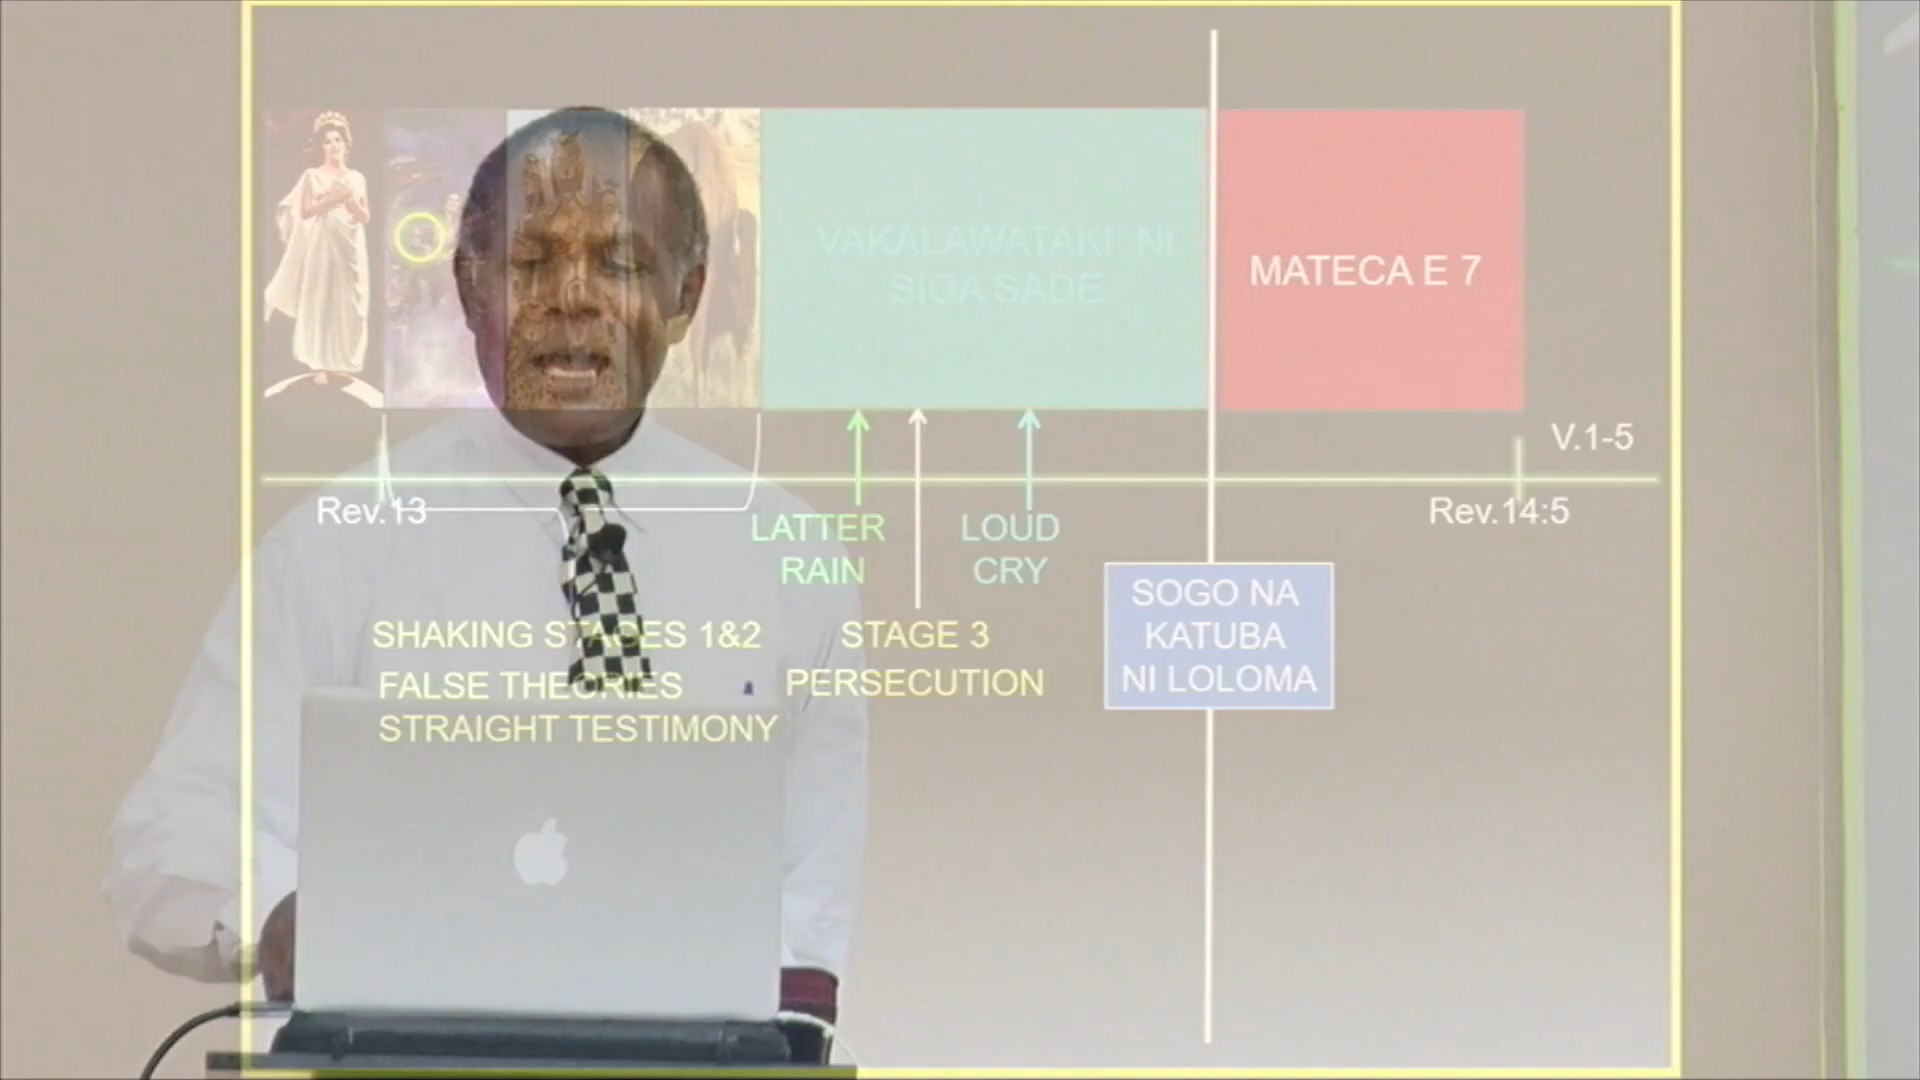 VAKALAWATAKI NI
SIGA SADE
MATECA E 7
V.1-5
Rev.13
Rev.14:5
LATTER
RAIN
LOUD
CRY
SHAKING STAGES 1&2
FALSE THEORIES
STRAIGHT TESTIMONY
STAGE 3
PERSECUTION
SOGO NA
KATUBA
NI LOLOMA